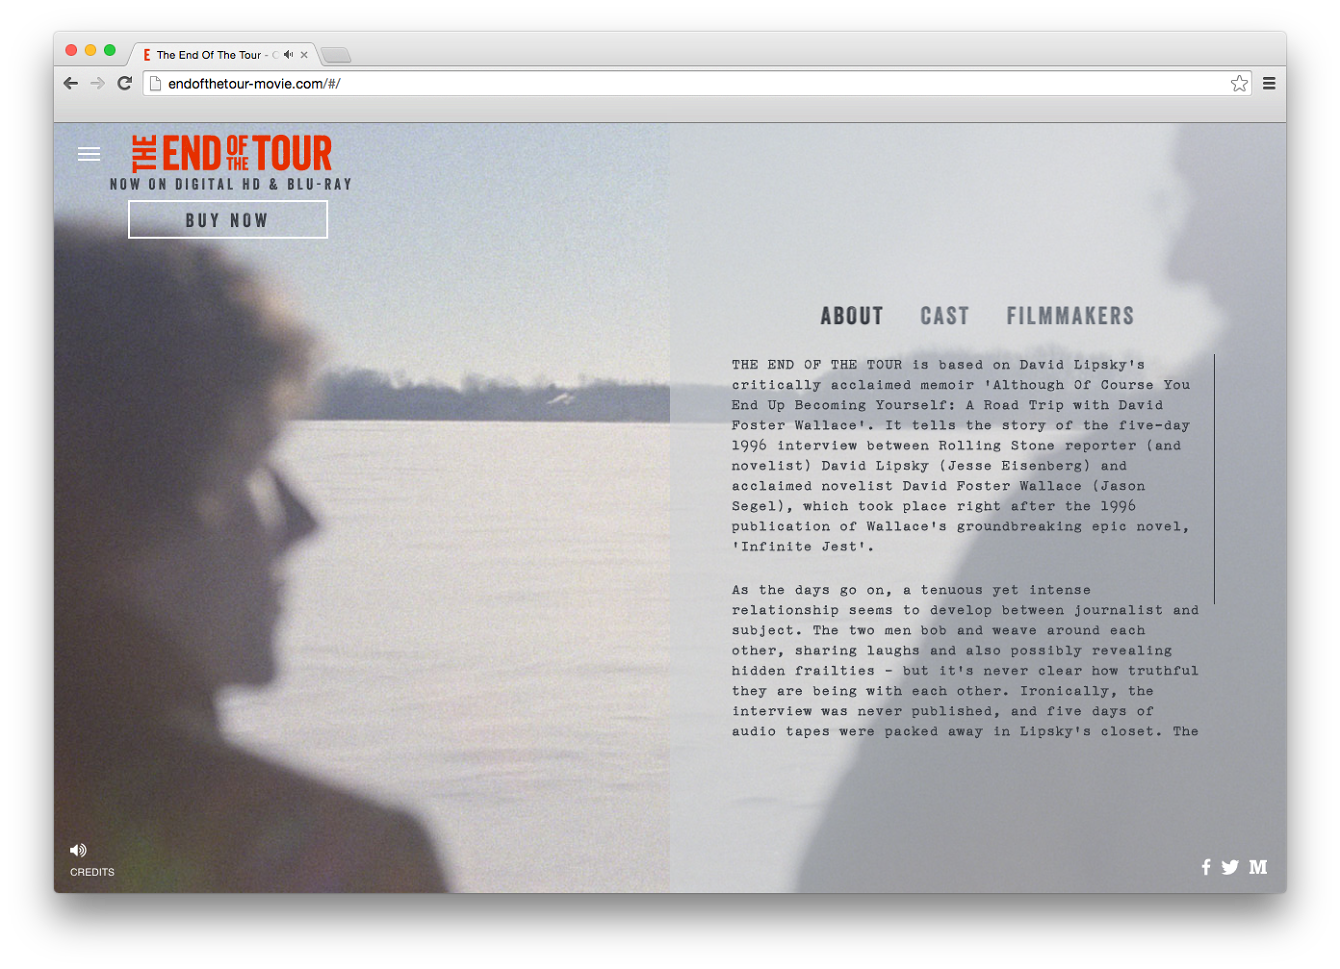 The End Of The Tour -
endofthetour-movie.com/#/
THE END OF THE TOUR
NOW ON DIGITAL HD & BLU-RAY
BUY NOW
ABOUT CAST FILMMAKERS
THE END OF THE TOUR is based on David Lipsky's
critically acclaimed memoir 'Although Of Course You
End Up Becoming Yourself: A Road Trip with David
Foster Wallace'. It tells the story of the five-day
1996 interview between Rolling Stone reporter (and
novelist) David Lipsky (Jesse Eisenberg) and
acclaimed novelist David Foster Wallace (Jason
Segel), which took place right after the 1996
publication of Wallace's groundbreaking epic novel,
'Infinite Jest'.
As the days go on, a tenuous yet intense
relationship seems to develop between journalist and
subject. The two men bob and weave around each
other, sharing laughs and also possibly revealing
hidden frailties - but it's never clear how truthful
they are being with each other. Ironically, the
interview was never published, and five days of
audio tapes were packed away in Lipsky's closet. The
CREDITS